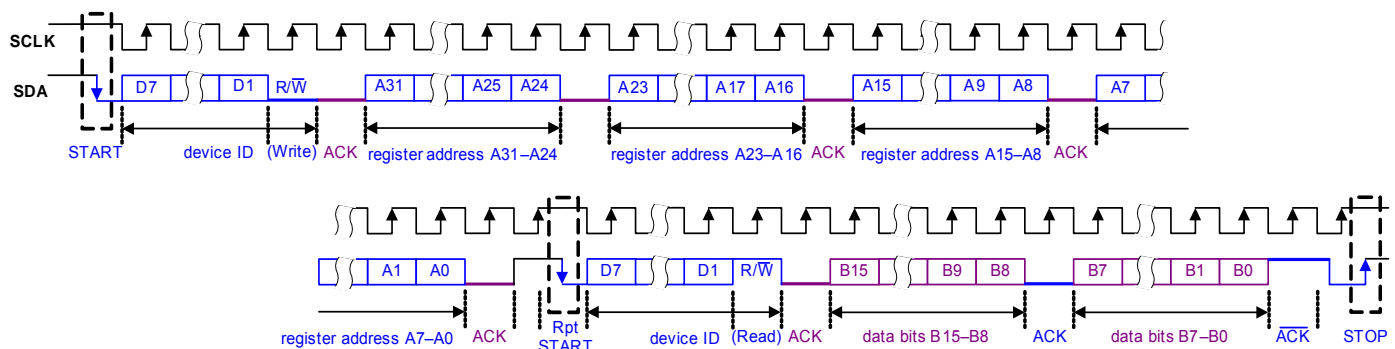 SCLK
SDA
D7 D1 R/W̅ A31 A25 A24 A23 A17 A16 A15 A9 A8 A7
START device ID (Write) ACK register address A31–A24 register address A23–A16 ACK register address A15–A8 ACK
A1 A0 D7 D1 R/W̅ B15 B9 B8 B7 B1 B0
register address A7–A0 ACK Rpt START device ID (Read) ACK data bits B15–B8 ACK data bits B7–B0 A̅C̅K̅ STOP